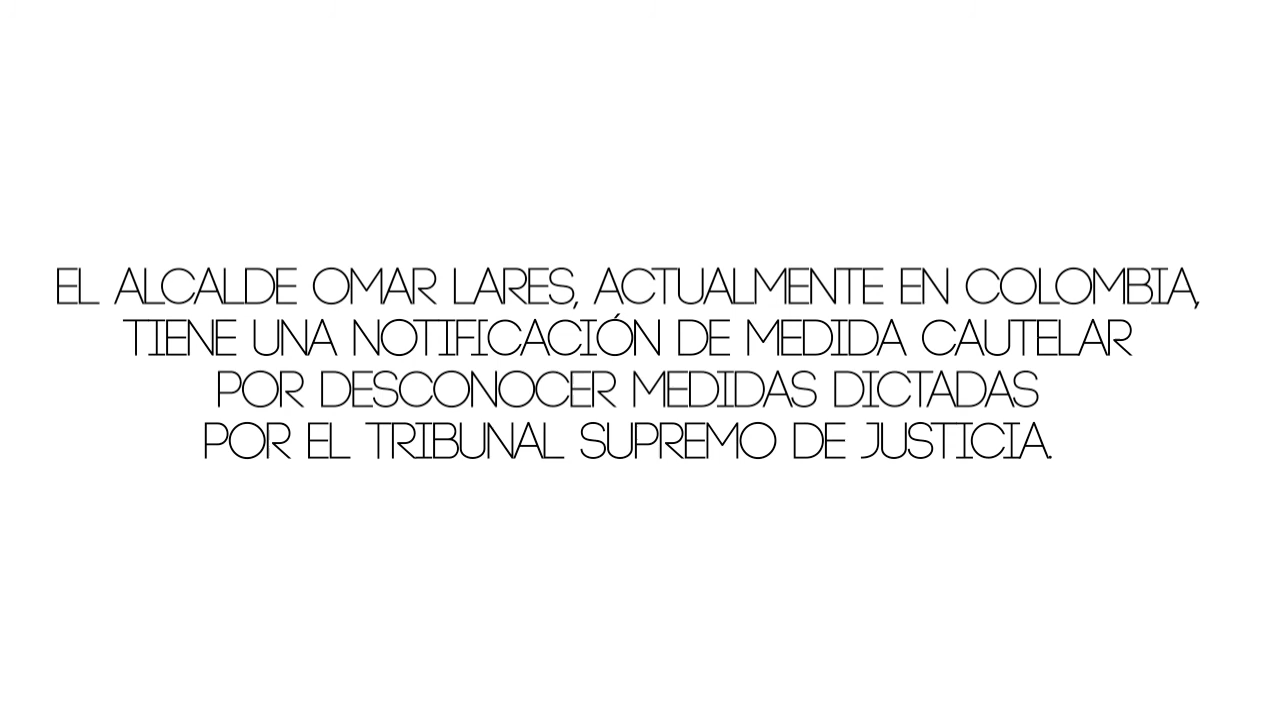 EL ALCALDE OMAR LARES, ACTUALMENTE EN COLOMBIA,
TIENE UNA NOTIFICACIÓN DE MEDIDA CAUTELAR
POR DESCONOCER MEDIDAS DICTADAS
POR EL TRIBUNAL SUPREMO DE JUSTICIA.